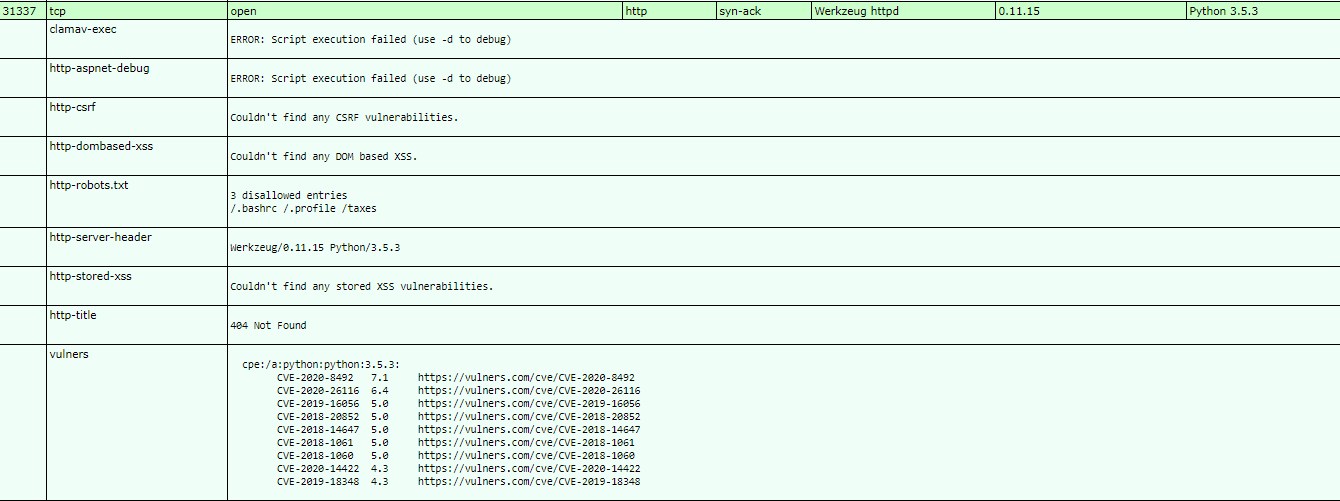 31337 tcp open http syn-ack Werkzeug httpd 0.11.15 Python 3.5.3
clamav-exec
ERROR: Script execution failed (use -d to debug)
http-aspnet-debug
ERROR: Script execution failed (use -d to debug)
http-csrf
Couldn't find any CSRF vulnerabilities.
http-dombased-xss
Couldn't find any DOM based XSS.
http-robots.txt
3 disallowed entries
/.bashrc /.profile /taxes
http-server-header
Werkzeug/0.11.15 Python/3.5.3
http-stored-xss
Couldn't find any stored XSS vulnerabilities.
http-title
404 Not Found
vulners
cpe:/a:python:python:3.5.3:
CVE-2020-8492 7.1 https://vulners.com/cve/CVE-2020-8492
CVE-2020-26116 6.4 https://vulners.com/cve/CVE-2020-26116
CVE-2019-16056 5.0 https://vulners.com/cve/CVE-2019-16056
CVE-2018-20852 5.0 https://vulners.com/cve/CVE-2018-20852
CVE-2018-14647 5.0 https://vulners.com/cve/CVE-2018-14647
CVE-2018-1061 5.0 https://vulners.com/cve/CVE-2018-1061
CVE-2018-1060 5.0 https://vulners.com/cve/CVE-2018-1060
CVE-2020-14422 4.3 https://vulners.com/cve/CVE-2020-14422
CVE-2019-18348 4.3 https://vulners.com/cve/CVE-2019-18348